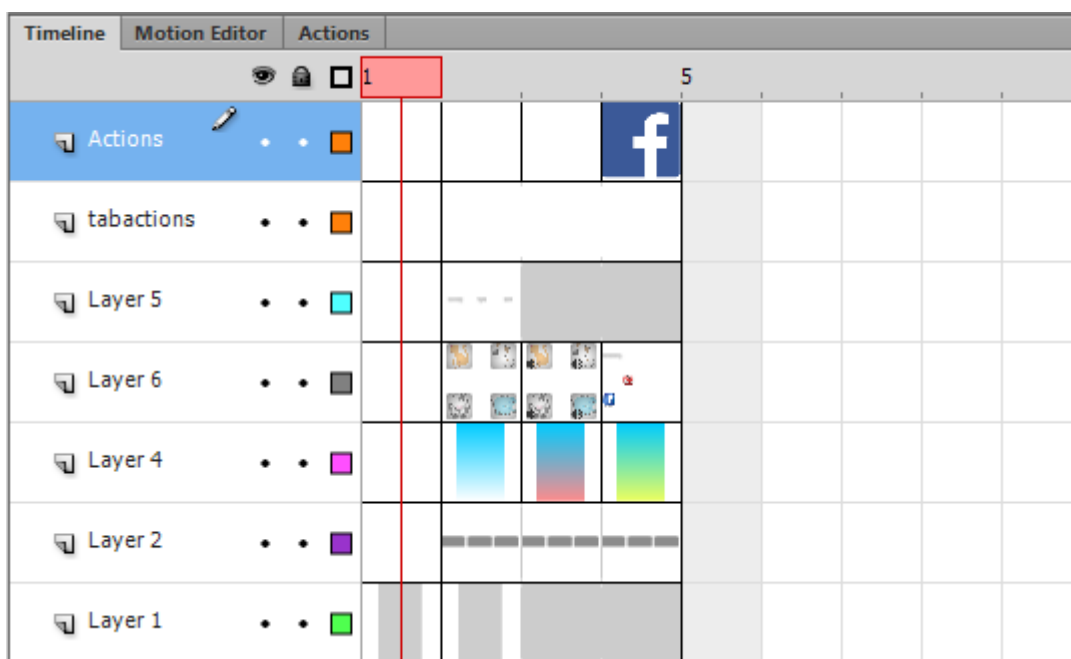 Timeline Motion Editor Actions
1 5
Actions
tabactions
Layer 5
Layer 6
Layer 4
Layer 2
Layer 1